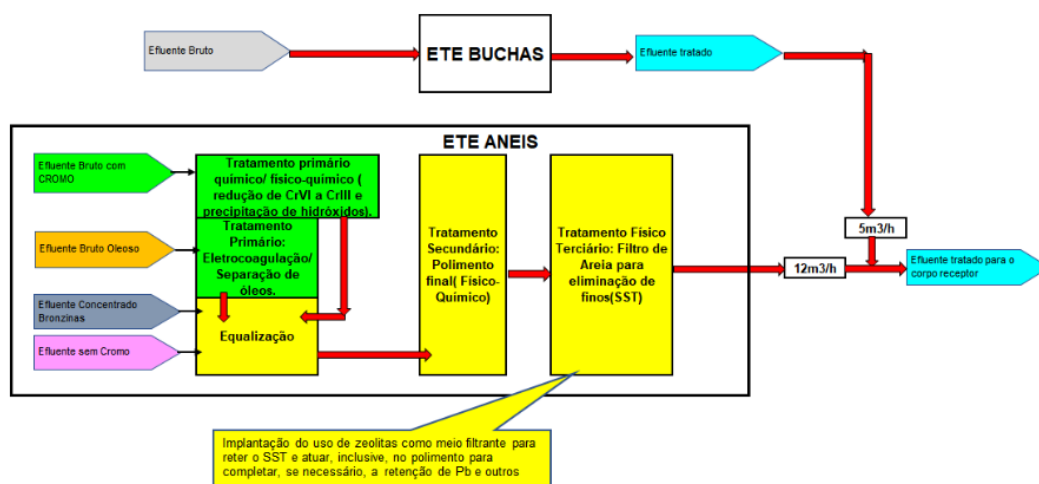 Efluente Bruto
ETE BUCHAS
Efluente tratado
ETE ANEIS
Efluente Bruto com
CROMO
Tratamento primário
químico/ físico-químico (
redução de CrVI a CrIII e
precipitação de hidróxidos).
Efluente Bruto Oleoso
Tratamento
Primário:
Eletrocoagulação/
Separação de
óleos.
Efluente Concentrado
Bronzinas
Efluente sem Cromo
Equalização
Tratamento
Secundário:
Polimento
final( Físico-
Químico)
Tratamento Físico
Terciário: Filtro de
Areia para
eliminação de
finos(SST)
5m3/h
12m3/h
Efluente tratado para o
corpo receptor
Implantação do uso de zeolitas como meio filtrante para
reter o SST e atuar, inclusive, no polimento para
completar, se necessário, a retenção de Pb e outros